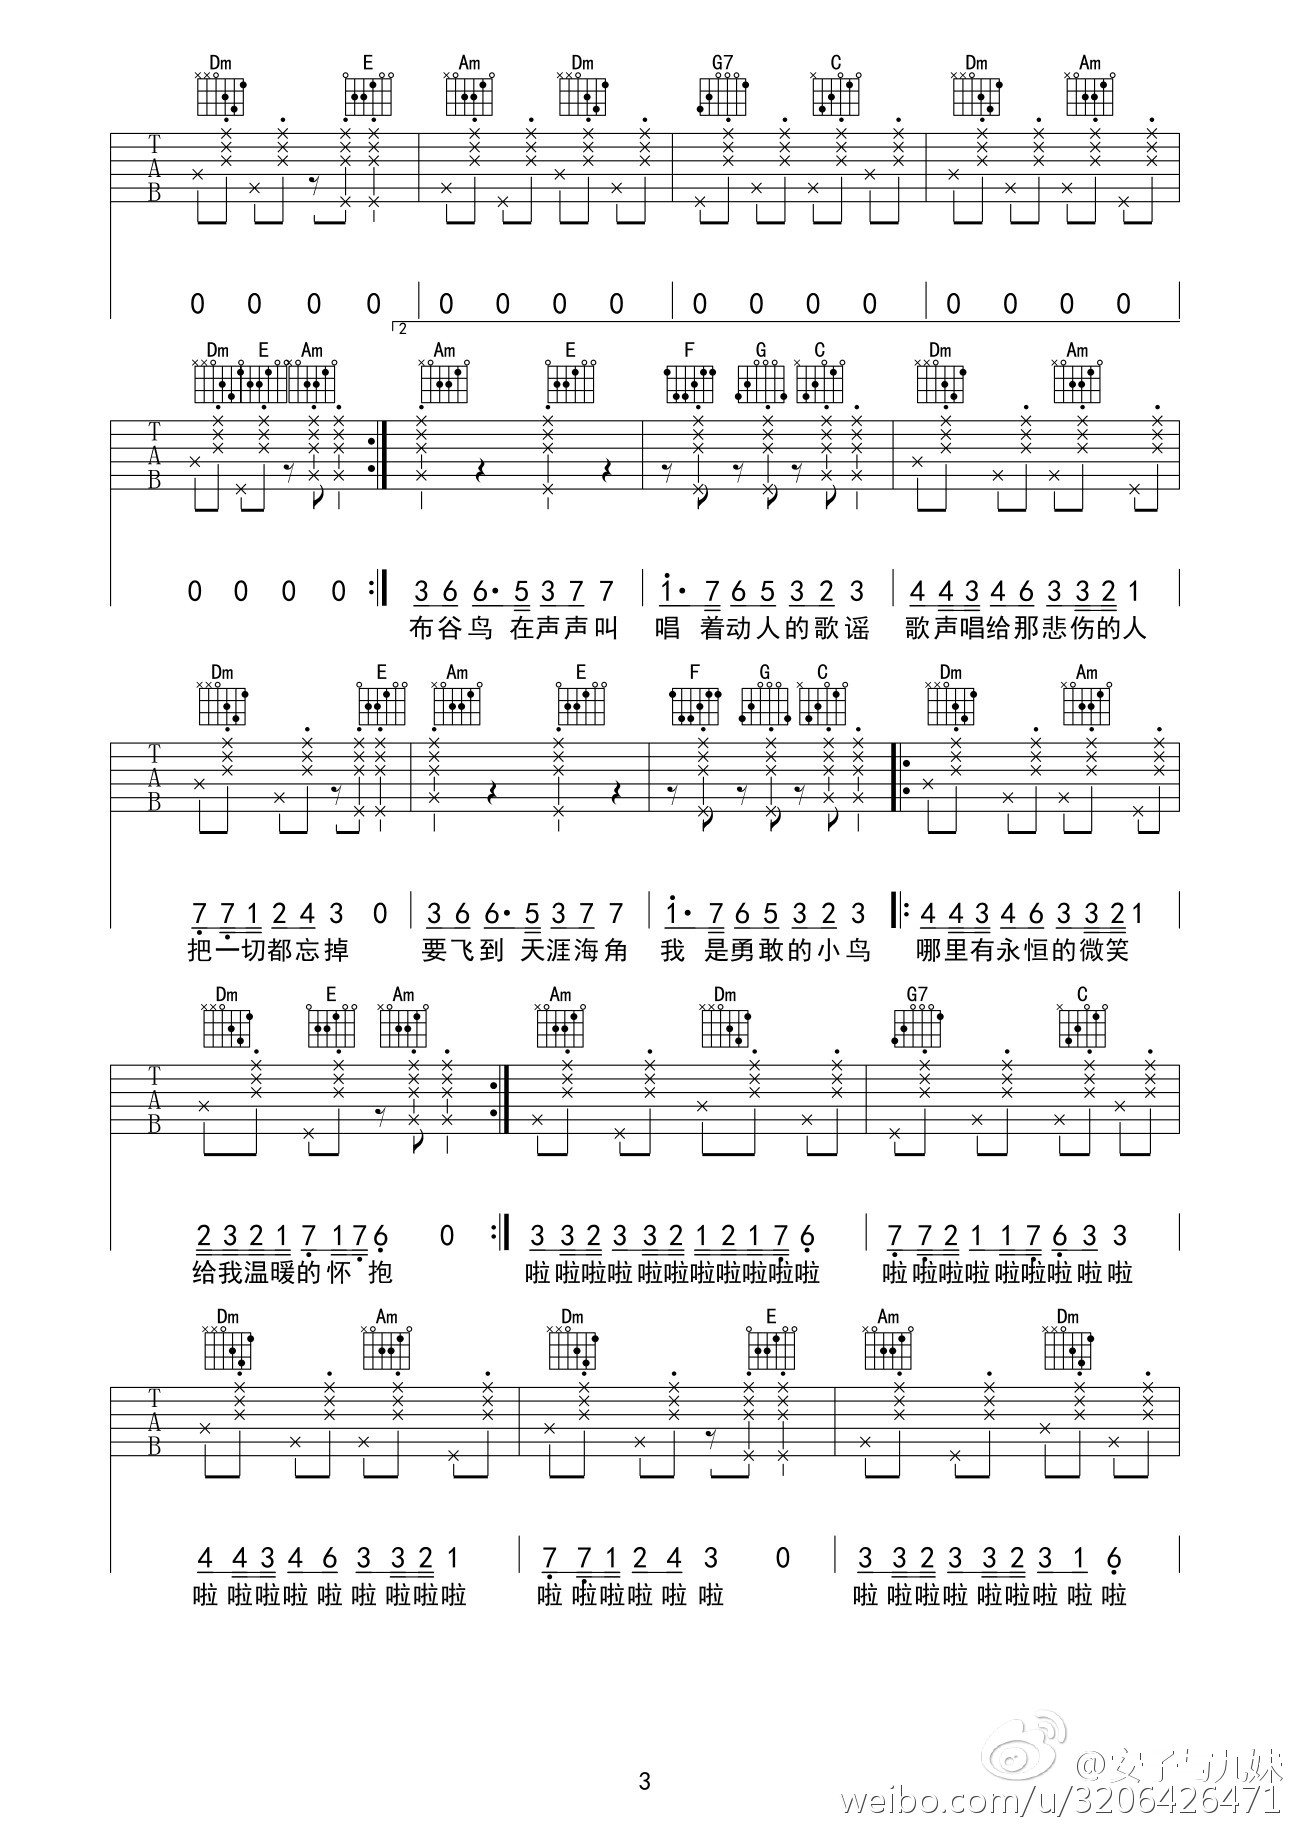 Dm E Am Dm G7 C Dm Am
T A B
0 0 0 0 0 0 0 0 0 0 0 0 0 0 0 0
2
Dm E Am Am E F G C Dm Am
T A B
0 0 0 0 3 6 6· 5 3 7 7 1· 7 6 5 3 2 3 4 4 3 4 6 3 3 2 1
布谷鸟 在声声叫 唱 着动人的歌谣 歌声唱给那悲伤的人
Dm E Am E F G C Dm Am
T A B
7 7 1 2 4 3 0 3 6 6· 5 3 7 7 1· 7 6 5 3 2 3 4 4 3 4 6 3 3 2 1
把一切都忘掉 要飞到 天涯海角 我 是勇敢的小鸟 哪里有永恒的微笑
Dm E Am Am Dm G7 C
T A B
2 3 2 1 7 1 7 6 0 3 3 2 3 3 2 1 2 1 7 6 7 7 2 1 1 7 6 3 3
给我温暖的怀 抱 啦 啦啦啦 啦啦啦啦啦啦啦 啦 啦啦啦 啦啦啦啦啦
Dm Am Dm E Am Dm
T A B
4 4 3 4 6 3 3 2 1 7 7 1 2 4 3 0 3 3 2 3 3 2 3 1 6
啦 啦啦啦 啦 啦 啦啦啦 啦 啦啦啦 啦 啦 啦 啦啦啦 啦啦啦 啦 啦
3
weibo.com/u/3206426471